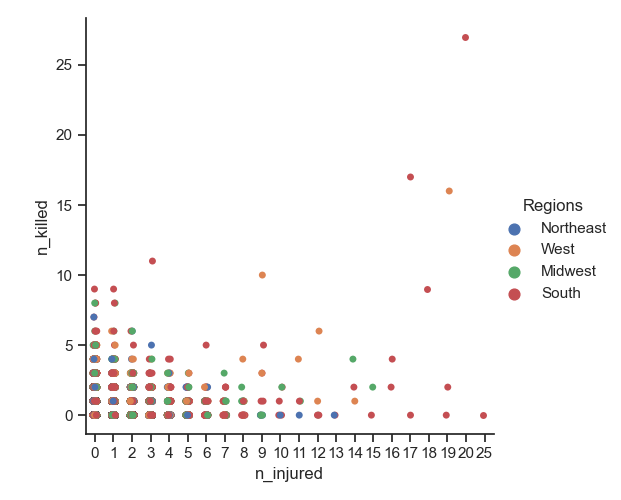 25
20
15
10
5
0
n_killed
0 1 2 3 4 5 6 7 8 9 10 11 12 13 14 15 16 17 18 19 20 25
n_injured
Regions
Northeast
West
Midwest
South